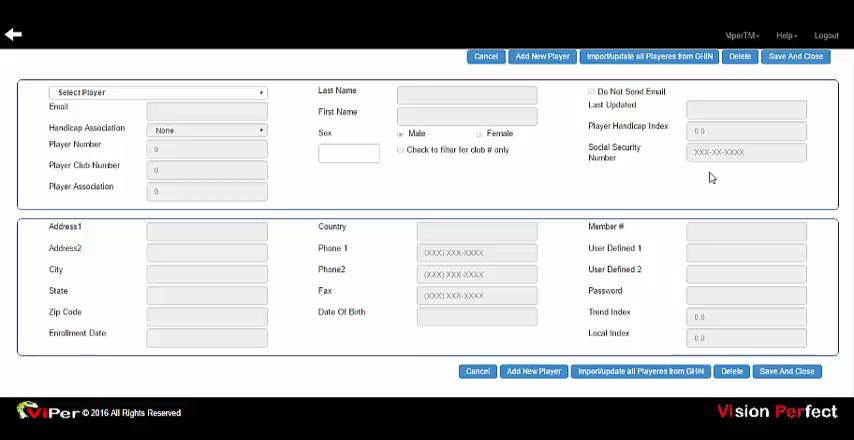 ViperTM Help Logout
Cancel Add New Player Import/update all Playeres from GHIN Delete Save And Close
Select Player Last Name Do Not Send Email
Email First Name Last Updated
Handicap Association None Sex Male Female Player Handicap Index 0.0
Player Number 0 Check to filter for club # only Social Security Number XXX-XX-XXXX
Player Club Number 0
Player Association 0
Address1 Country Member #
Address2 Phone 1 (XXX) XXX-XXXX User Defined 1
City Phone2 (XXX) XXX-XXXX User Defined 2
State Fax (XXX) XXX-XXXX Password
Zip Code Date Of Birth Trend Index 0.0
Enrollment Date Local Index 0.0
Cancel Add New Player Import/update all Playeres from GHIN Delete Save And Close
ViPer © 2016 All Rights Reserved Vision Perfect